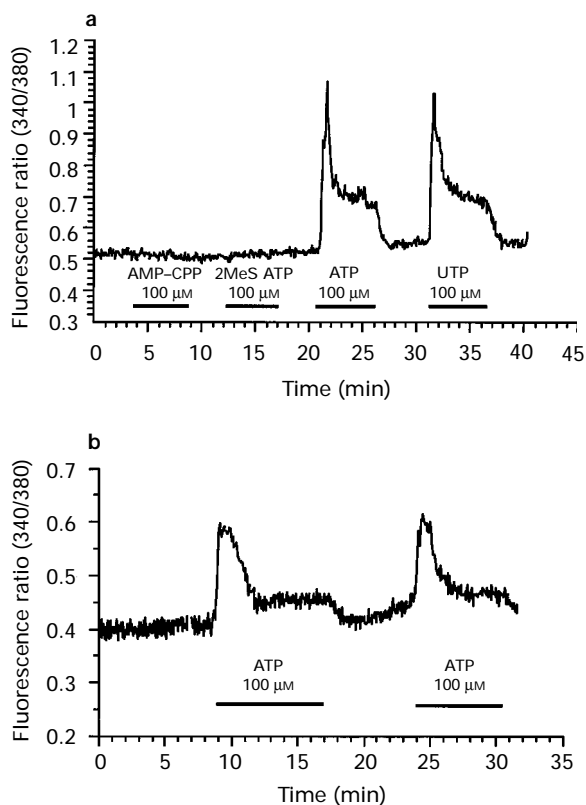 a
Fluorescence ratio (340/380)
1.2
1.1
1
0.9
0.8
0.7
0.6
0.5
0.4
0.3
AMP–CPP 2MeS ATP ATP UTP
100 µM 100 µM 100 µM 100 µM
0 5 10 15 20 25 30 35 40 45
Time (min)
b
Fluorescence ratio (340/380)
0.7
0.6
0.5
0.4
0.3
0.2
ATP ATP
100 µM 100 µM
0 10 15 20 25 30 35
Time (min)